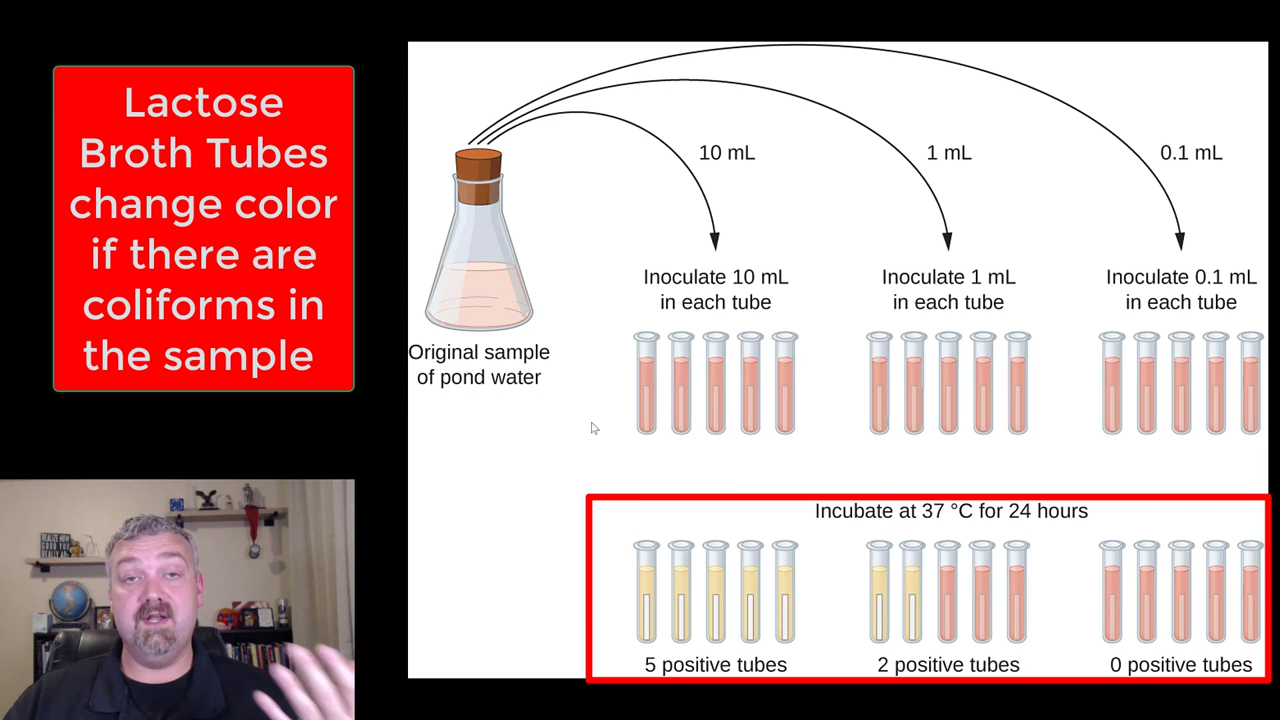 Lactose
Broth Tubes
change color
if there are
coliforms in
the sample
10 mL
1 mL
0.1 mL
Inoculate 10 mL
in each tube
Inoculate 1 mL
in each tube
Inoculate 0.1 mL
in each tube
Original sample
of pond water
Incubate at 37 °C for 24 hours
5 positive tubes
2 positive tubes
0 positive tubes